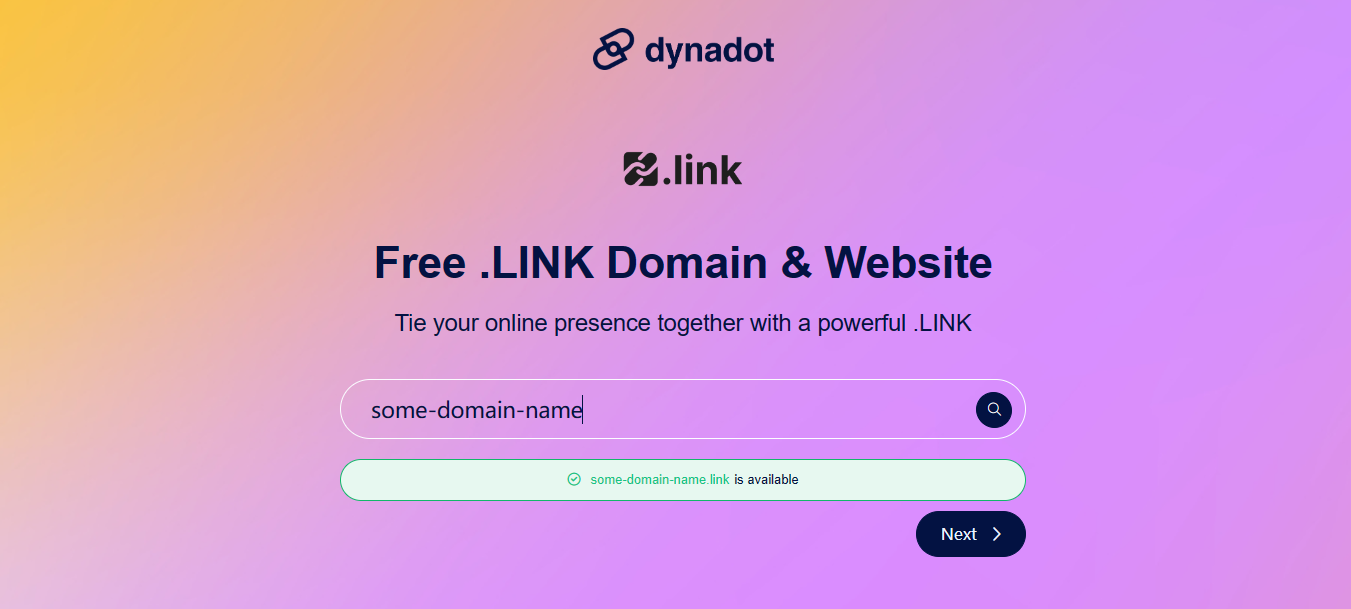 dynadot
.link
Free .LINK Domain & Website
Tie your online presence together with a powerful .LINK
some-domain-name
some-domain-name.link is available
Next